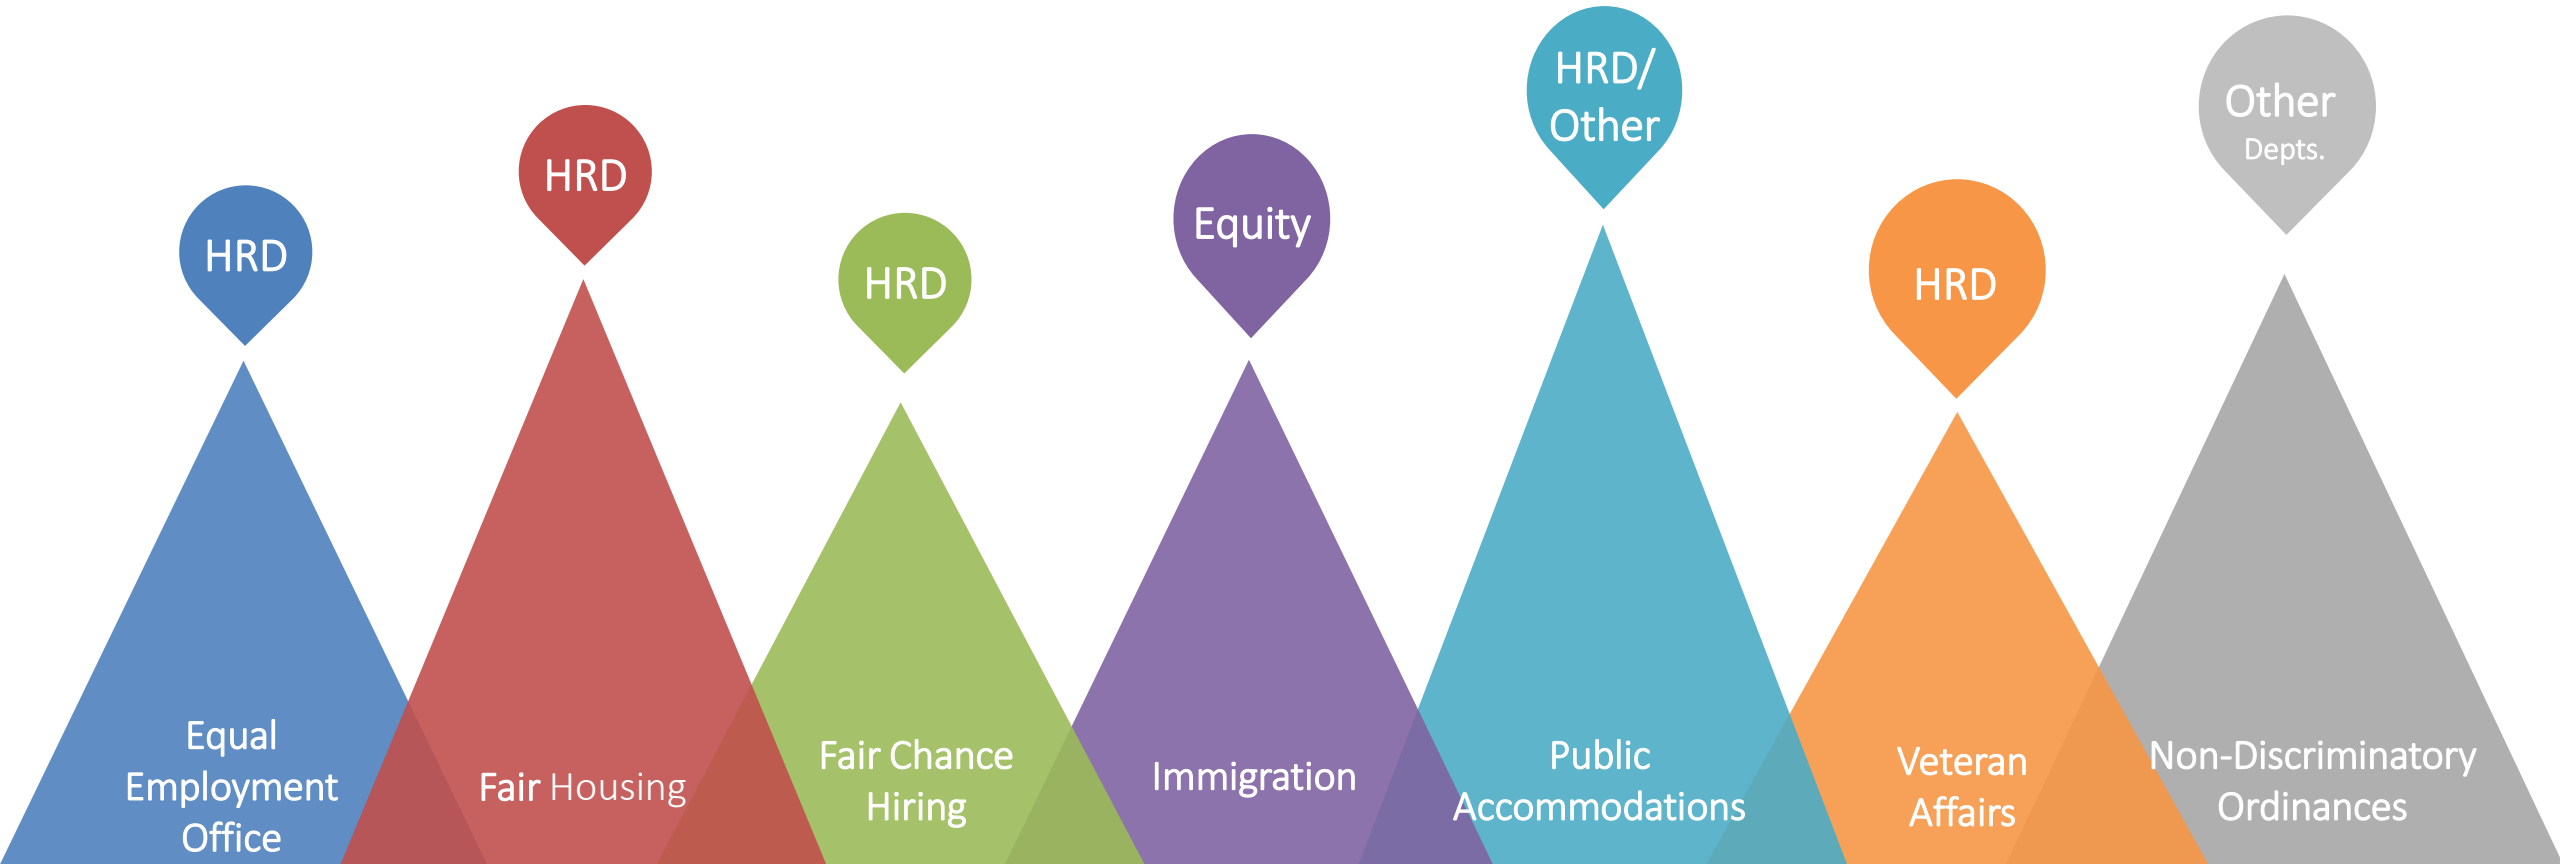 HRD
HRD
HRD
Equity
HRD/
Other
HRD
Other
Depts.
Equal
Employment
Office
Fair Housing
Fair Chance
Hiring
Immigration
Public
Accommodations
Veteran
Affairs
Non-Discriminatory
Ordinances